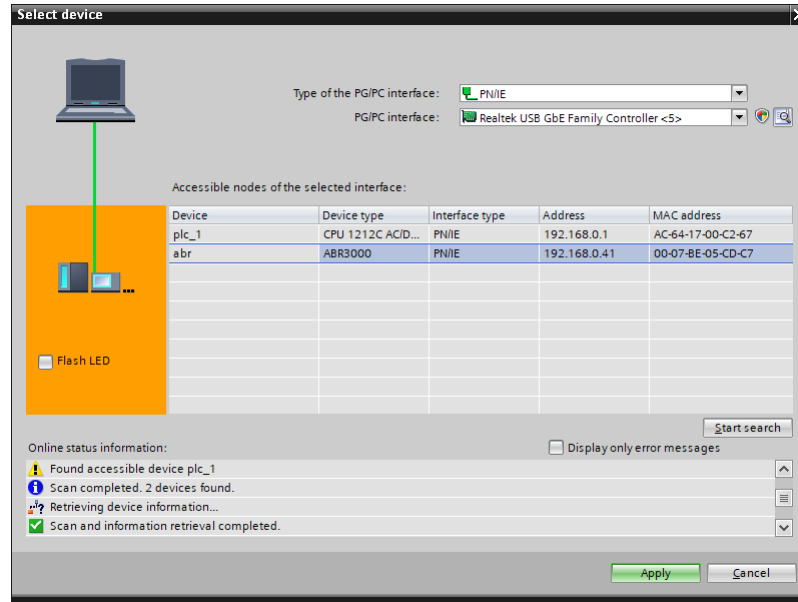 Select device
Type of the PG/PC interface: PN/IE
PG/PC interface: Realtek USB GbE Family Controller <5>
Accessible nodes of the selected interface:
Device Device type Interface type Address MAC address
plc_1 CPU 1212C AC/D... PN/IE 192.168.0.1 AC-64-17-00-C2-67
abr ABR3000 PN/IE 192.168.0.41 00-07-BE-05-CD-C7
Flash LED
Start search
Online status information: Display only error messages
Found accessible device plc_1
Scan completed. 2 devices found.
Retrieving device information...
Scan and information retrieval completed.
Apply Cancel